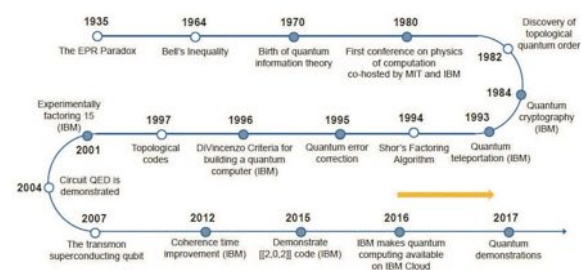 1935
The EPR Paradox
1964
Bell's Inequality
1970
Birth of quantum
information theory
1980
First conference on physics
of computation
co-hosted by MIT and IBM
Discovery of
topological
quantum order
1982
1984
Quantum
cryptography
(IBM)
1993
Quantum
teleportation (IBM)
1994
Shor's Factoring
Algorithm
1995
Quantum error
correction
1996
DiVincenzo Criteria for
building a quantum
computer (IBM)
1997
Topological
codes
Experimentally
factoring 15
(IBM)
2001
2004
Circuit QED is
demonstrated
2007
The transmon
superconducting qubit
2012
Coherence time
improvement (IBM)
2015
Demonstrate
[[2,0,2]] code (IBM)
2016
IBM makes quantum
computing available
on IBM Cloud
2017
Quantum
demonstrations